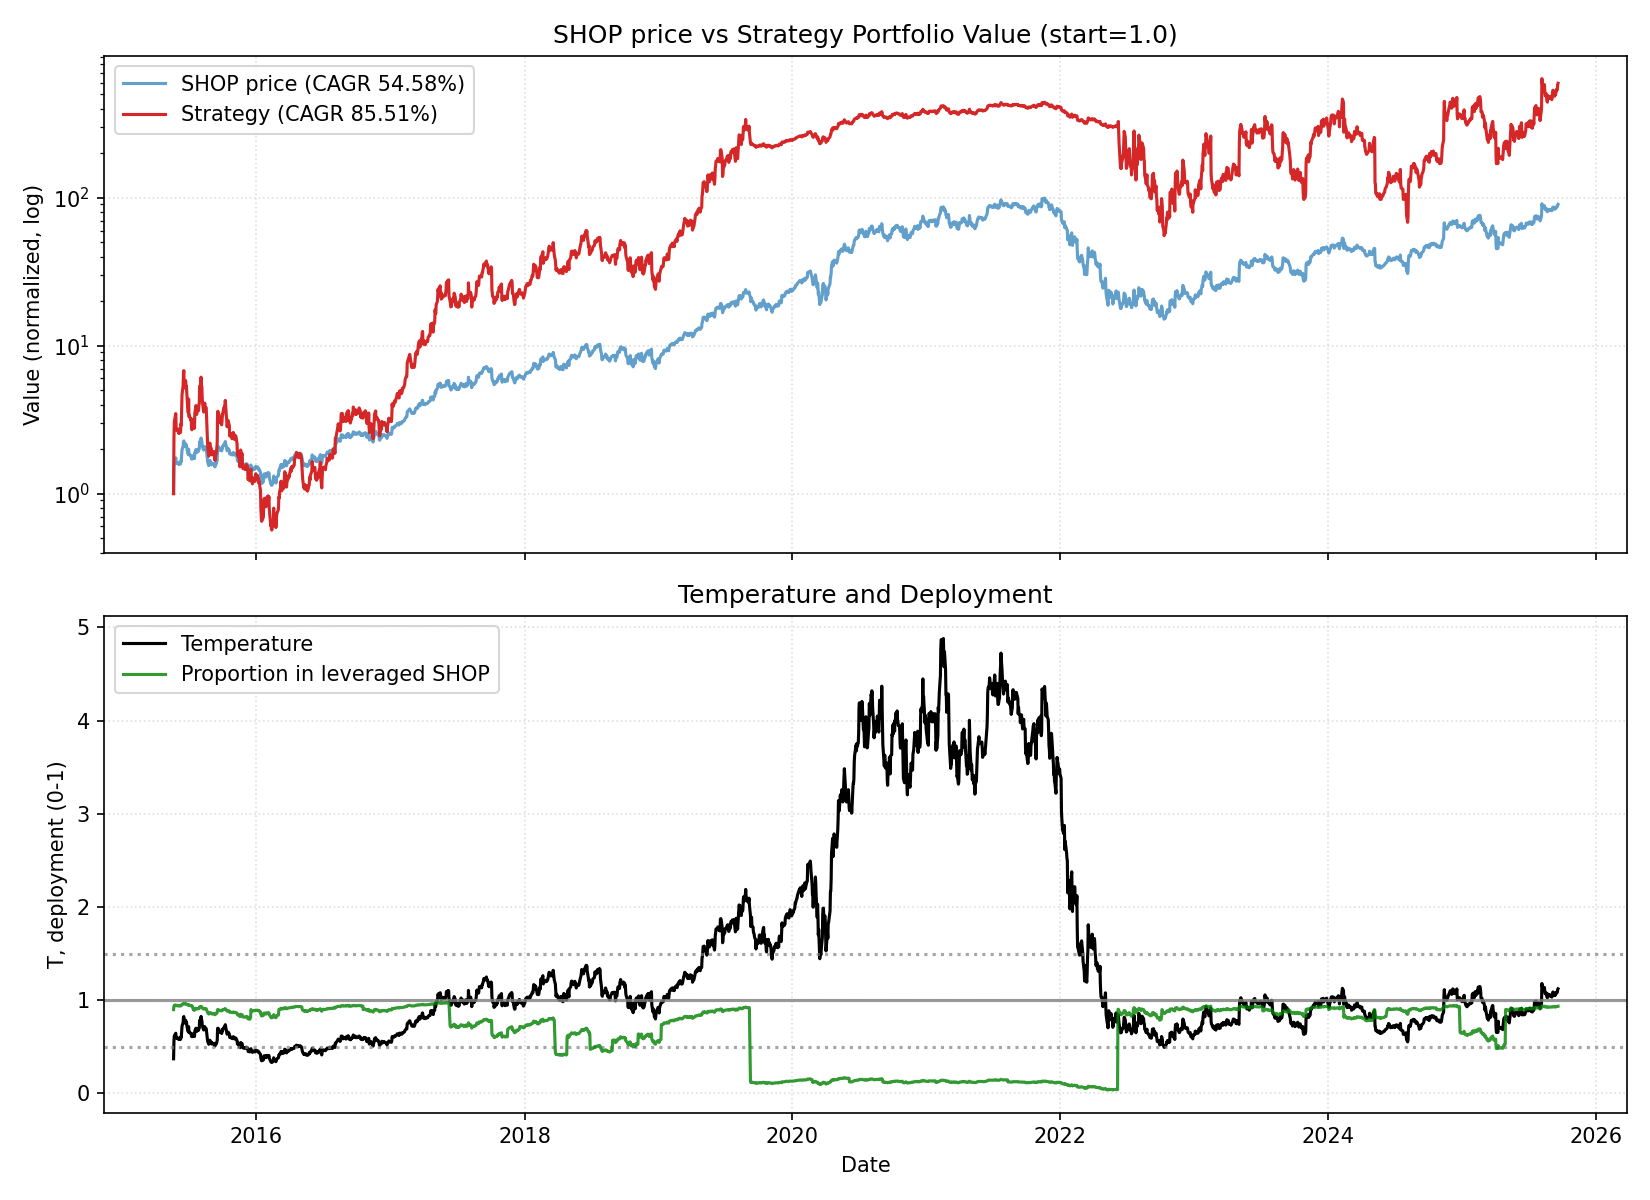 SHOP price vs Strategy Portfolio Value (start=1.0)
SHOP price (CAGR 54.58%)
Strategy (CAGR 85.51%)
Value (normalized, log)
10²
10¹
10⁰
Temperature and Deployment
Temperature
Proportion in leveraged SHOP
T, deployment (0-1)
5
4
3
2
1
0
2016 2018 2020 2022 2024 2026
Date